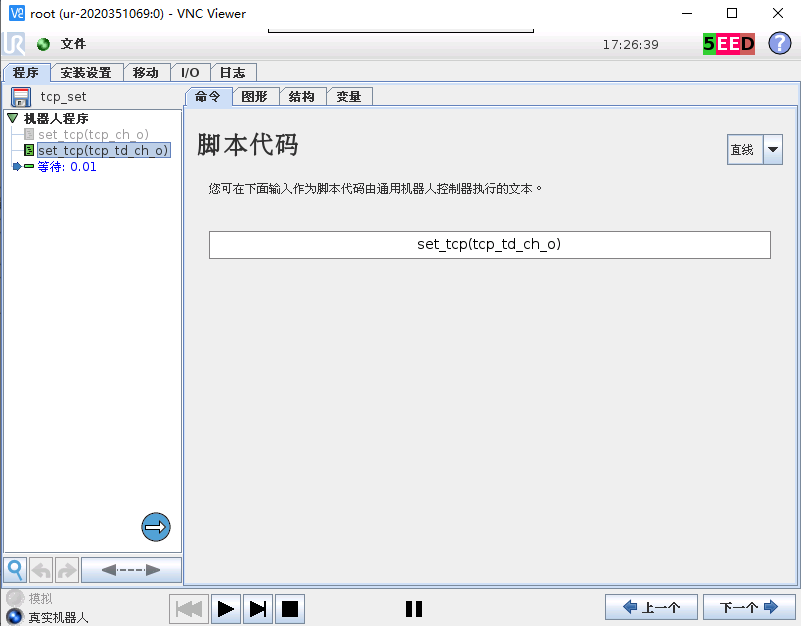 V2 root (ur-2020351069:0) - VNC Viewer
UR 文件 17:26:39 5EED ?
程序 安装设置 移动 I/O 日志
tcp_set 命令 图形 结构 变量
机器人程序
set_tcp(tcp_ch_o)
set_tcp(tcp_td_ch_o)
等待: 0.01
脚本代码
直线
您可在下面输入作为脚本代码由通用机器人控制器执行的文本。
set_tcp(tcp_td_ch_o)
模拟
真实机器人
上一个 下一个